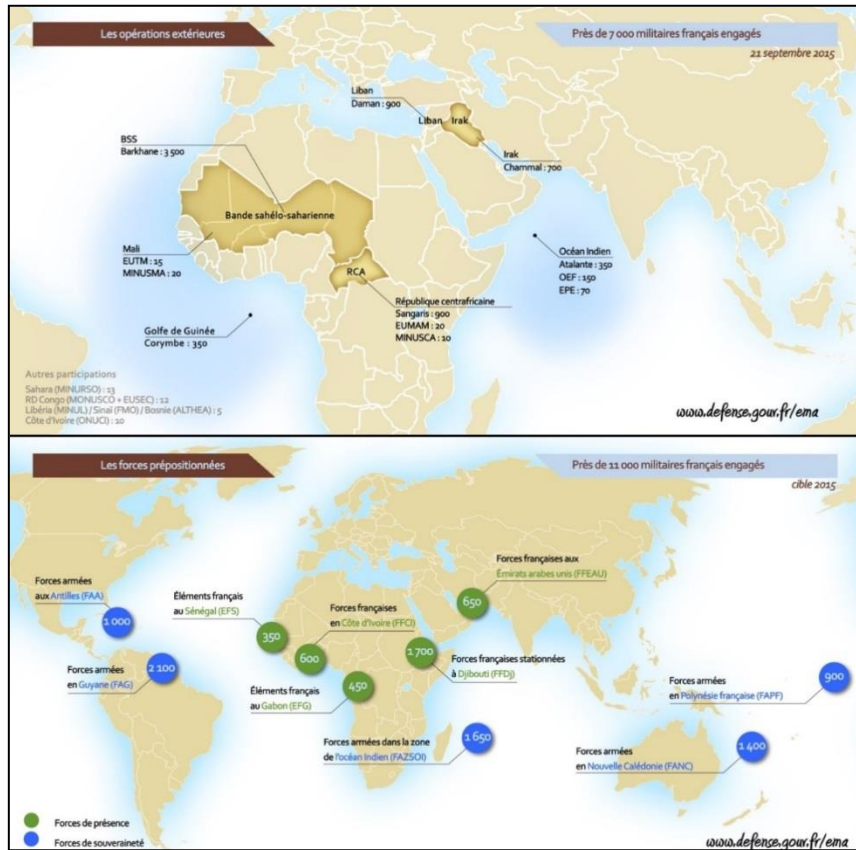 Les opérations extérieures
Près de 7 000 militaires français engagés
21 septembre 2015
Liban
Daman : 900
Liban
Irak
BSS
Barkhane : 3 500
Irak
Chammal : 700
Bande sahélo-saharienne
Mali
EUTM : 15
MINUSMA : 20
RCA
Océan Indien
Atalante : 350
OEF : 150
EPE : 70
République centrafricaine
Sangaris : 900
EUMAM : 20
MINUSCA : 10
Golfe de Guinée
Corymbe : 350
Autres participations
Sahara (MINURSO) : 13
RD Congo (MONUSCO + EUSEC) : 12
Libéria (MINUL) / Sinaï (FMO) / Bosnie (ALTHEA) : 5
Côte d'Ivoire (ONUCI) : 10
www.defense.gouv.fr/ema
Les forces prépositionnées
Près de 11 000 militaires français engagés
cible 2015
Forces armées
aux Antilles (FAA)
1 000
Éléments français
au Sénégal (EFS)
350
Forces françaises
en Côte d'Ivoire (FFCI)
600
Forces françaises aux
Émirats arabes unis (FFEAU)
650
Forces armées
en Guyane (FAG)
2 100
Éléments français
au Gabon (EFG)
450
1 700
Forces françaises stationnées
à Djibouti (FFDj)
Forces armées
en Polynésie française (FAPF)
900
Forces armées dans la zone
de l'océan Indien (FAZSOI)
1 650
Forces armées
en Nouvelle Calédonie (FANC)
1 400
Forces de présence
Forces de souveraineté
www.defense.gouv.fr/ema